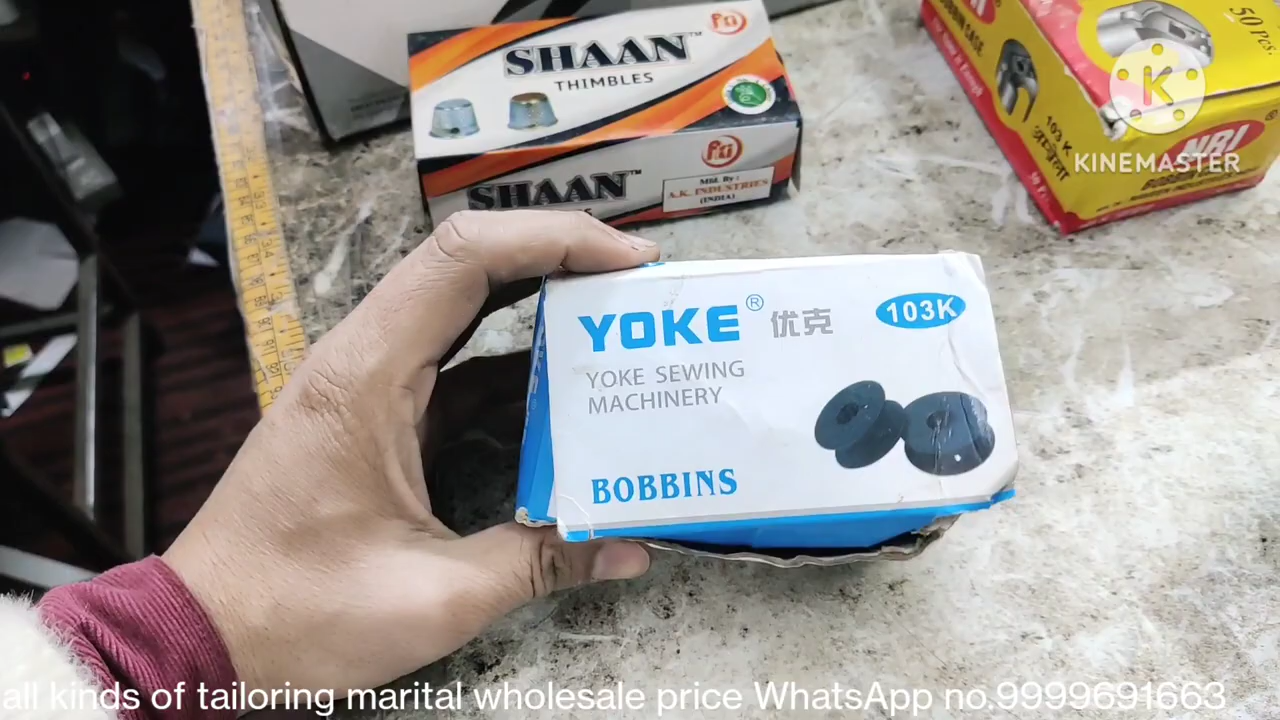 SHAAN™
THIMBLES
SHAAN™
Mfd. By :
A.K. INDUSTRIES
(INDIA)
BOBBIN CASE
50 Pcs.
103 K
NBI
KINEMASTER
YOKE® 优克
103K
YOKE SEWING
MACHINERY
BOBBINS
all kinds of tailoring marital wholesale price WhatsApp no.9999691663